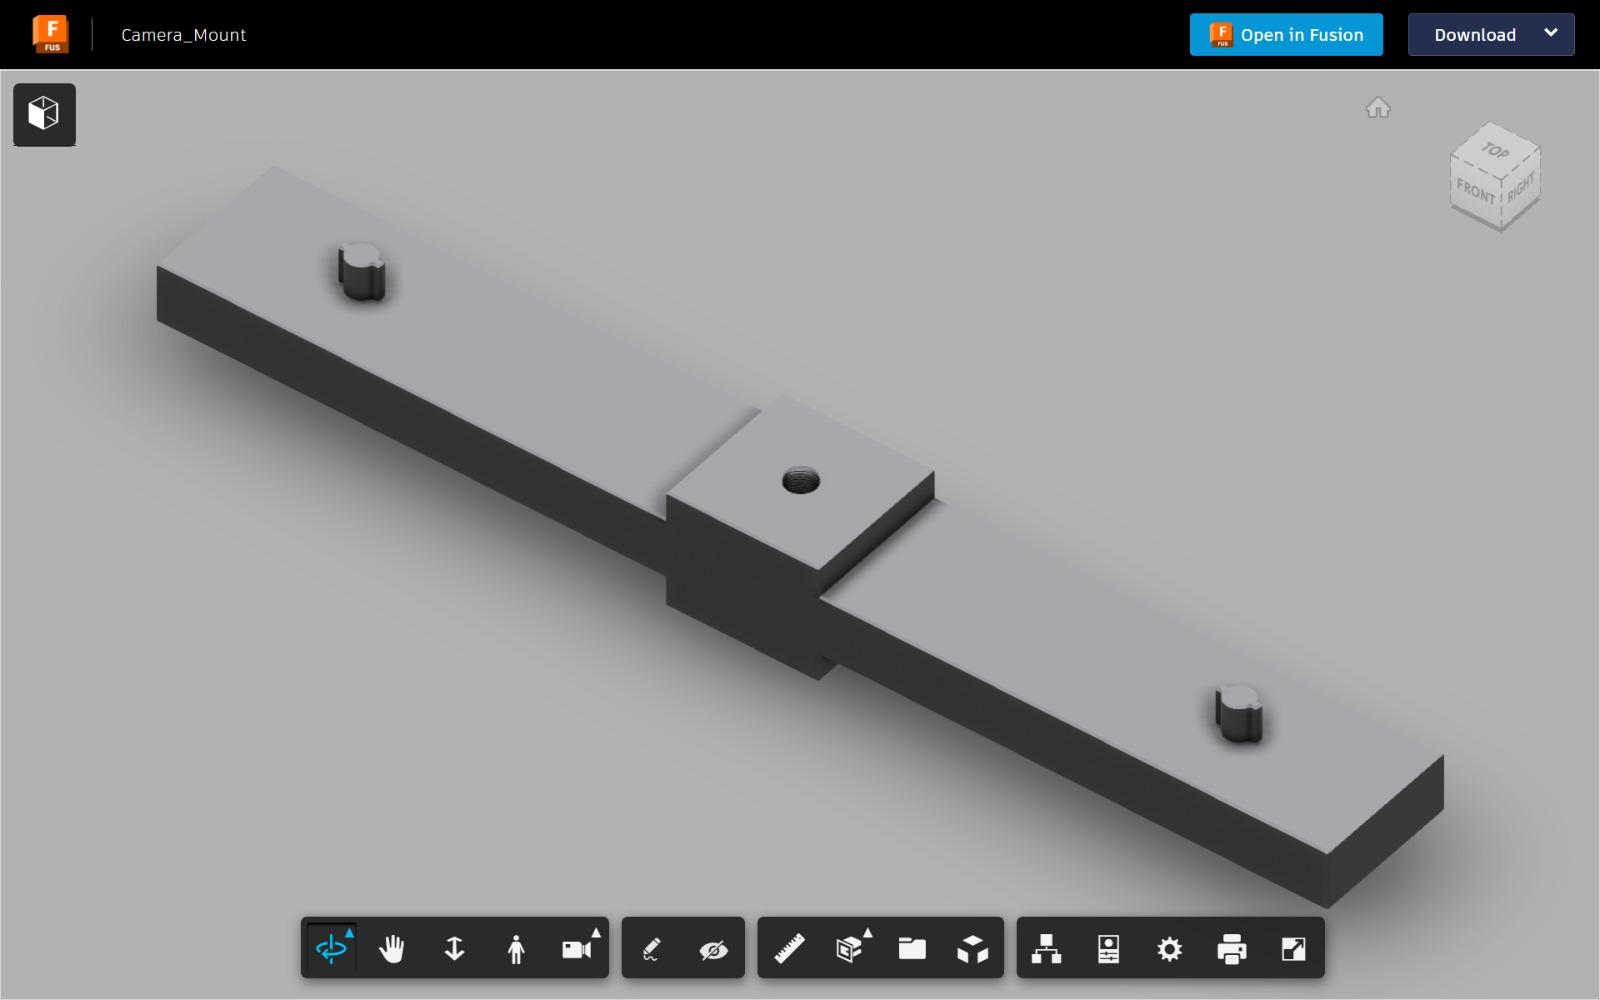 F
FUS
Camera_Mount
F
FUS
Open in Fusion
Download
TOP
FRONT
RIGHT